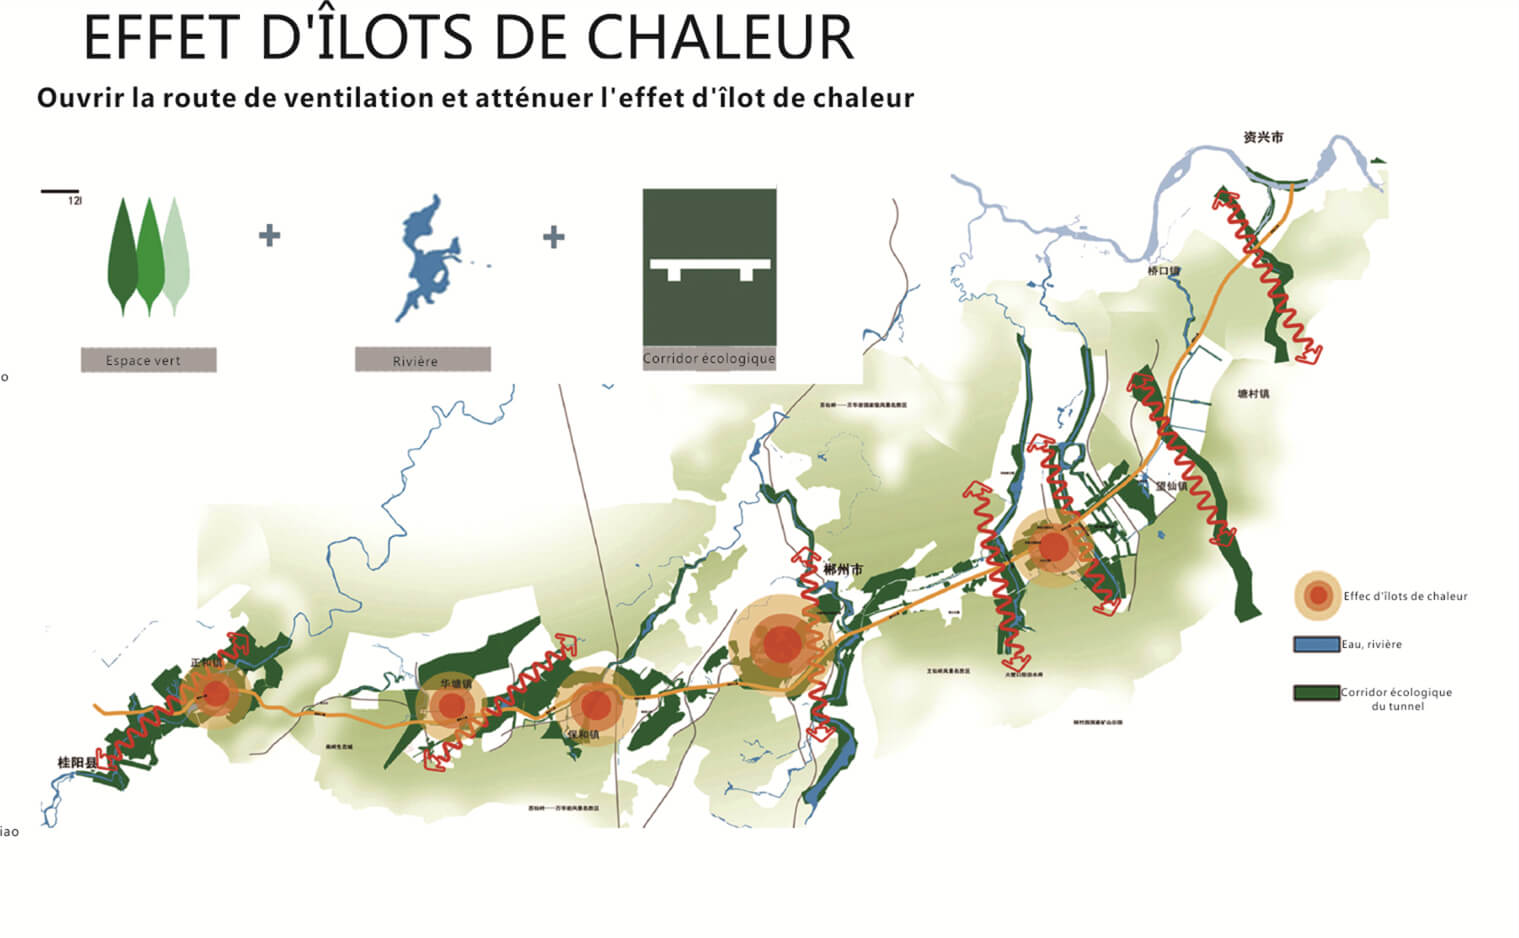 EFFET D'ÎLOTS DE CHALEUR
Ouvrir la route de ventilation et atténuer l'effet d'îlot de chaleur
资兴市
12l
桥口镇
Espace vert
Rivière
Corridor écologique
o
塘村镇
望仙镇
郴州市
Effec d'îlots de chaleur
Eau, rivière
正和镇
华塘镇
Corridor écologique
du tunnel
保和镇
桂阳县
iao